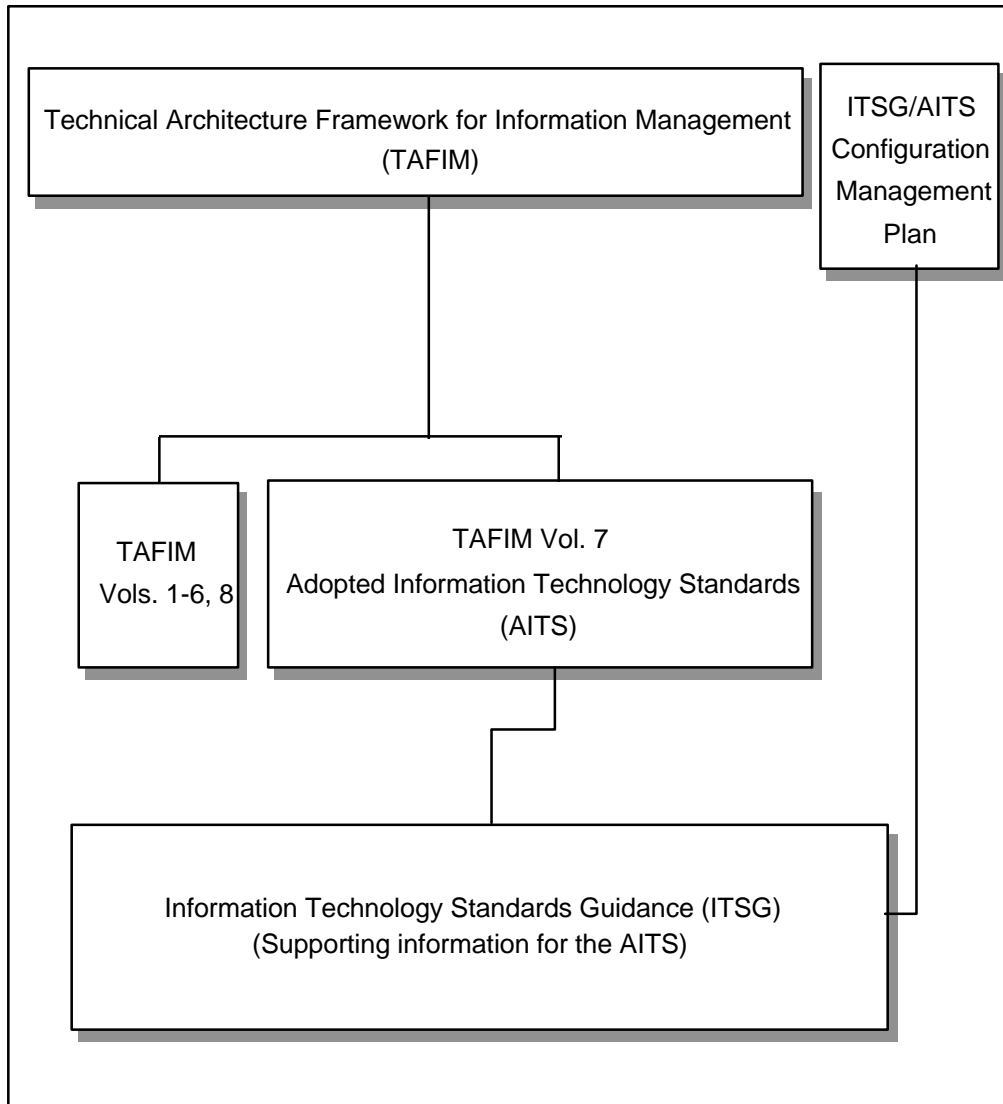 Technical Architecture Framework for Information Management
(TAFIM)
ITSG/AITS
Configuration
Management
Plan
TAFIM
Vols. 1-6, 8
TAFIM Vol. 7
Adopted Information Technology Standards
(AITS)
Information Technology Standards Guidance (ITSG)
(Supporting information for the AITS)